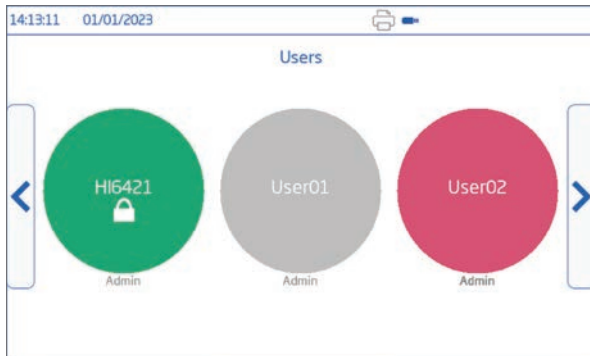 14:13:11 01/01/2023
Users
HI6421 User01 User02
Admin Admin Admin